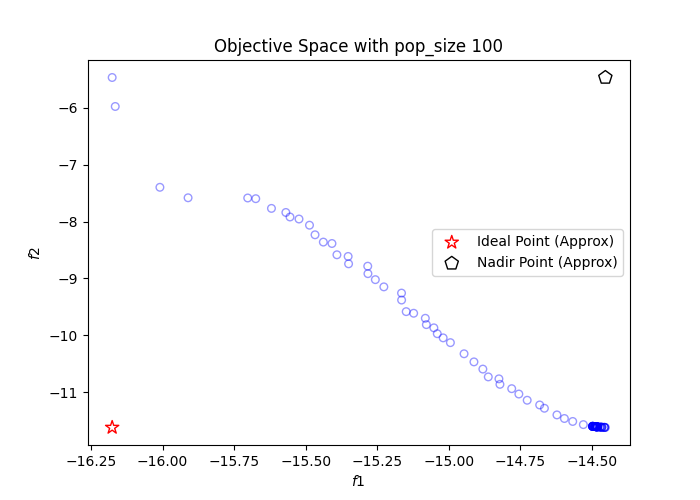 Objective Space with pop_size 100
−6
−7
−8
−9
−10
−11
f2
Ideal Point (Approx)
Nadir Point (Approx)
−16.25 −16.00 −15.75 −15.50 −15.25 −15.00 −14.75 −14.50
f1